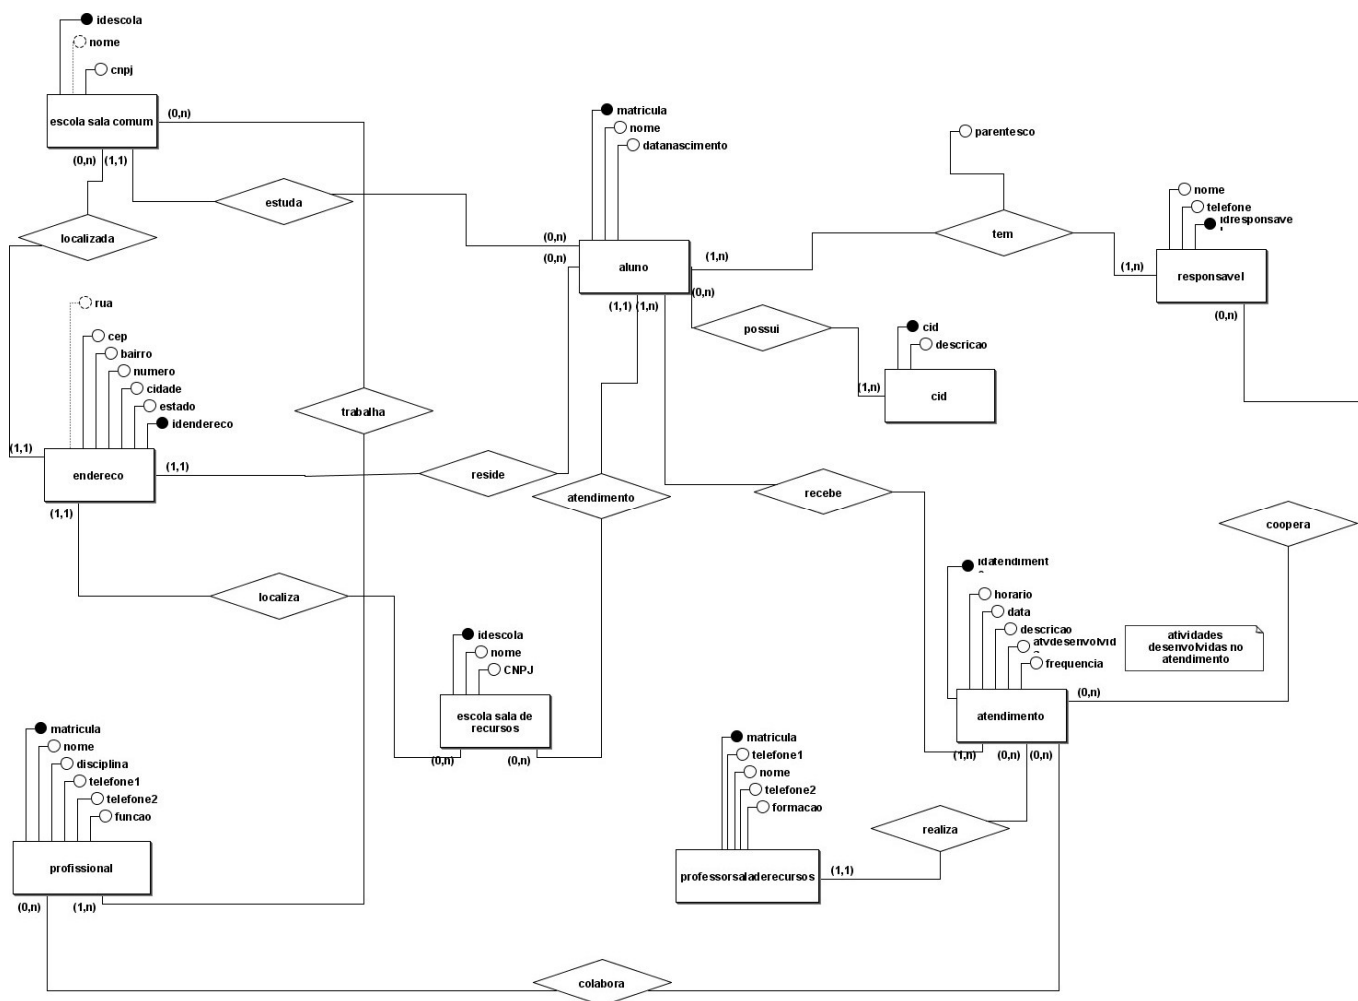 idescola
nome
cnpj
escola sala comum
(0,n)
(0,n) (1,1)
estuda
localizada
matricula
nome
datanascimento
(0,n)
(0,n)
aluno
(1,n)
(0,n)
(1,1) (1,n)
parentesco
tem
nome
telefone
(1,n)
responsavel
(0,n)
possui
cid
descricao
(1,n)
cid
rua
cep
bairro
numero
cidade
estado
idendereco
(1,1)
endereco
(1,1)
(1,1)
trabalha
reside
atendimento
recebe
coopera
localiza
idescola
nome
CNPJ
escola sala de
recursos
(0,n)
(0,n)
horario
data
descricao
frequencia
atividades
desenvolvidas no
atendimento
atendimento
(0,n)
(1,n)
(0,n)
(0,n)
matricula
nome
disciplina
telefone1
telefone2
funcao
profissional
(0,n)
(1,n)
matricula
telefone1
nome
telefone2
formacao
professorsaladerecursos
(1,1)
realiza
colabora